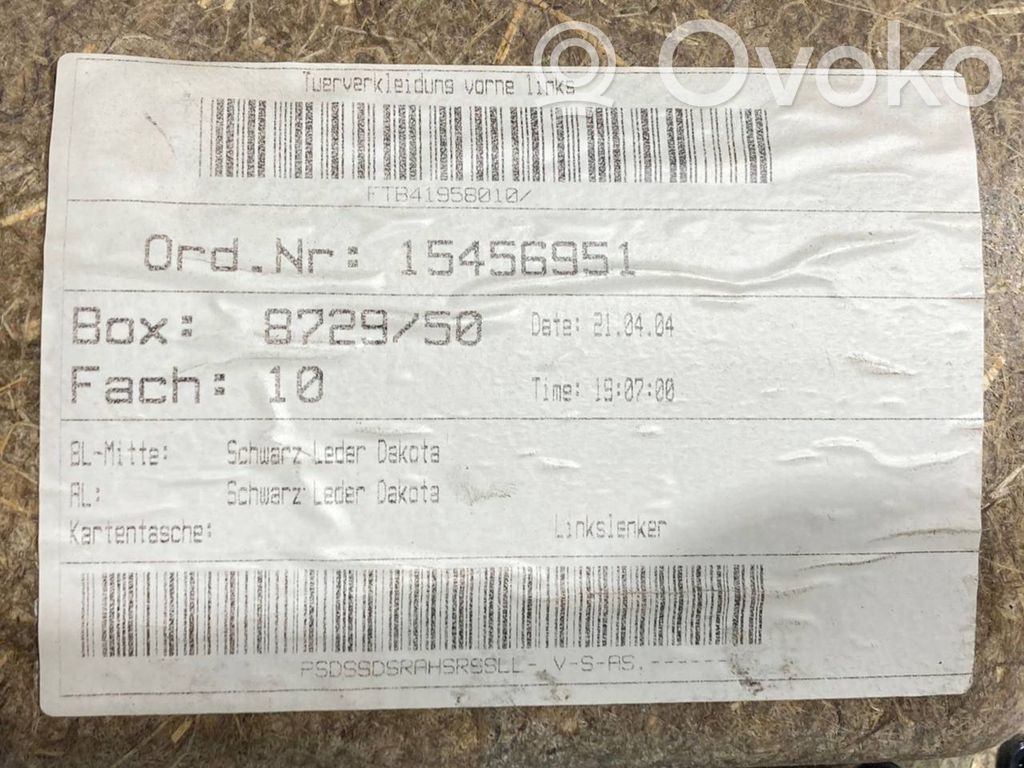 Ovoko
Tuerverkleidung vorne links
FTB41958010/
Ord.Nr: 15456951
Box: 8729/50 Date: 21.04.04
Fach: 10 Time: 19:07:00
BL-Mitte: Schwarz Leder Dakota
AL: Schwarz Leder Dakota
Kartentasche: Linkslenker
PSDSSDSRAHSRSSLL-.V-S-AS.-------